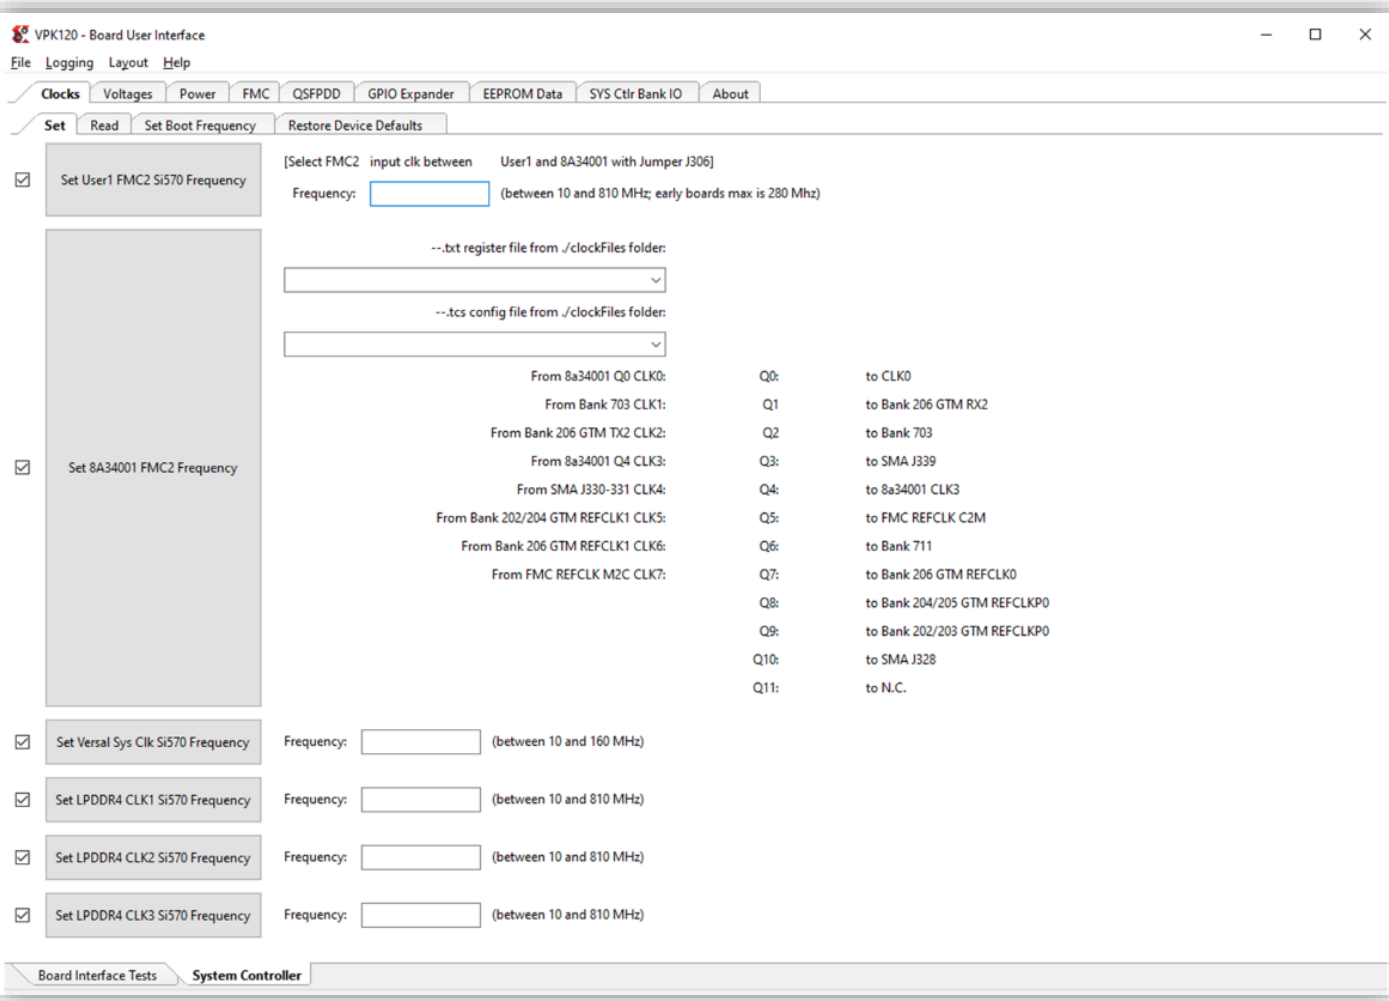 VPK120 - Board User Interface
File Logging Layout Help
Clocks Voltages Power FMC QSFPDD GPIO Expander EEPROM Data SYS Ctlr Bank IO About
Set Read Set Boot Frequency Restore Device Defaults
[Select FMC2 input clk between User1 and 8A34001 with Jumper J306]
Set User1 FMC2 Si570 Frequency
Frequency: (between 10 and 810 MHz; early boards max is 280 Mhz)
--.txt register file from ./clockFiles folder:
--.tcs config file from ./clockFiles folder:
From 8a34001 Q0 CLK0: Q0: to CLK0
From Bank 703 CLK1: Q1 to Bank 206 GTM RX2
From Bank 206 GTM TX2 CLK2: Q2 to Bank 703
From 8a34001 Q4 CLK3: Q3: to SMA J339
Set 8A34001 FMC2 Frequency
From SMA J330-331 CLK4: Q4: to 8a34001 CLK3
From Bank 202/204 GTM REFCLK1 CLK5: Q5: to FMC REFCLK C2M
From Bank 206 GTM REFCLK1 CLK6: Q6: to Bank 711
From FMC REFCLK M2C CLK7: Q7: to Bank 206 GTM REFCLK0
Q8: to Bank 204/205 GTM REFCLKP0
Q9: to Bank 202/203 GTM REFCLKP0
Q10: to SMA J328
Q11: to N.C.
Set Versal Sys Clk Si570 Frequency Frequency: (between 10 and 160 MHz)
Set LPDDR4 CLK1 Si570 Frequency Frequency: (between 10 and 810 MHz)
Set LPDDR4 CLK2 Si570 Frequency Frequency: (between 10 and 810 MHz)
Set LPDDR4 CLK3 Si570 Frequency Frequency: (between 10 and 810 MHz)
Board Interface Tests System Controller